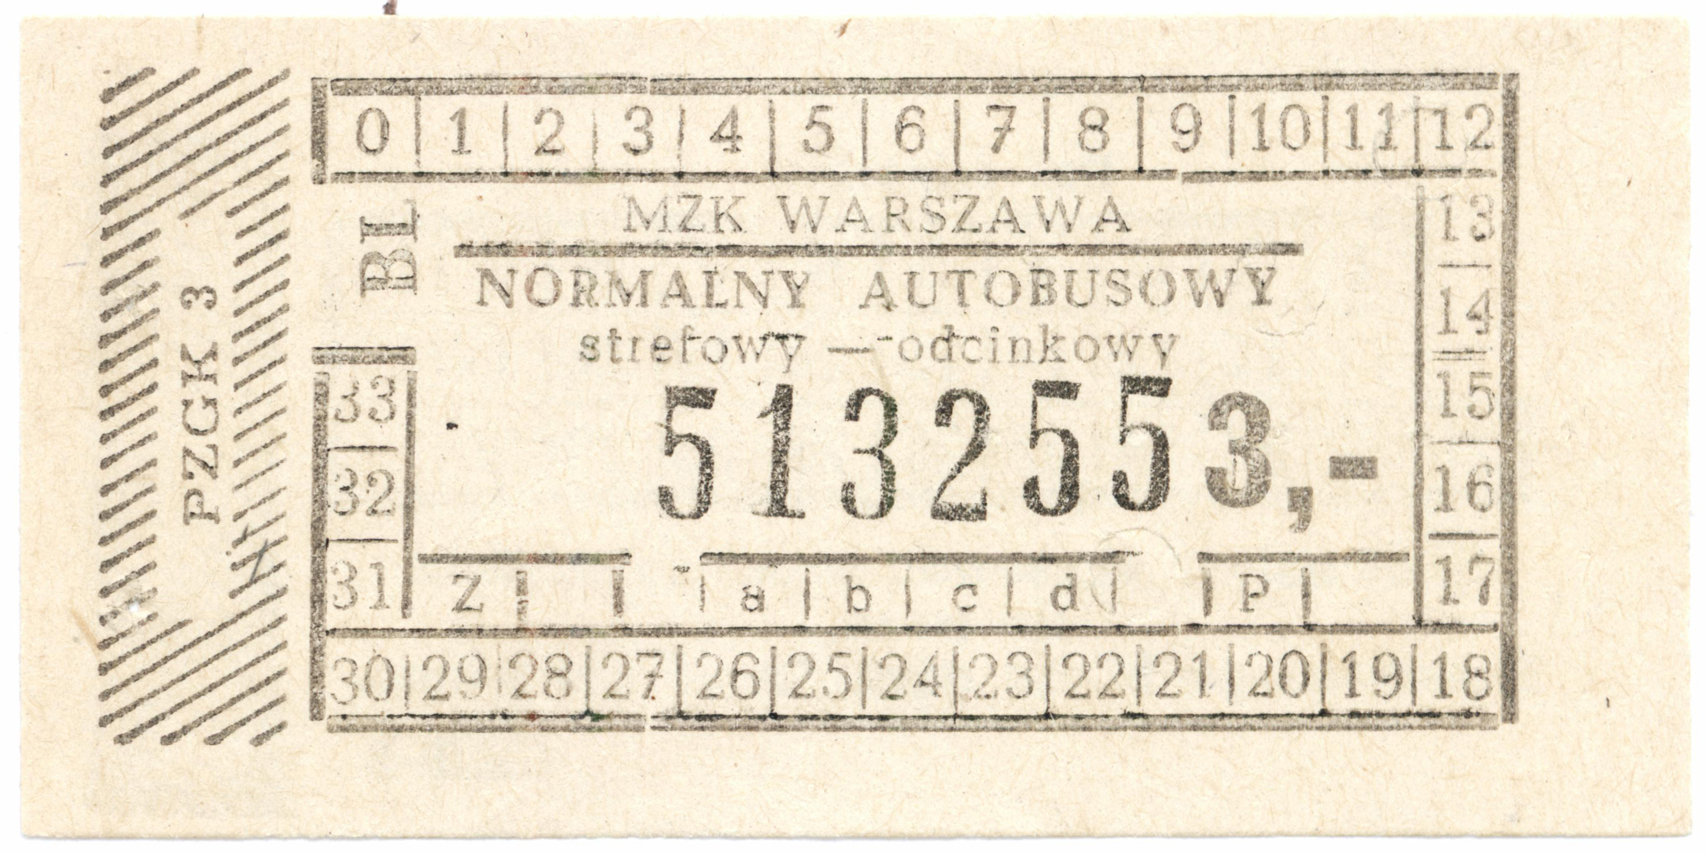 0 1 2 3 4 5 6 7 8 9 10 11 12
PZGK 3
BL
MZK WARSZAWA
NORMALNY AUTOBUSOWY
strefowy — odcinkowy
513255 3,-
13
14
15
16
17
33
32
31
Z a b c d P
30 29 28 27 26 25 24 23 22 21 20 19 18